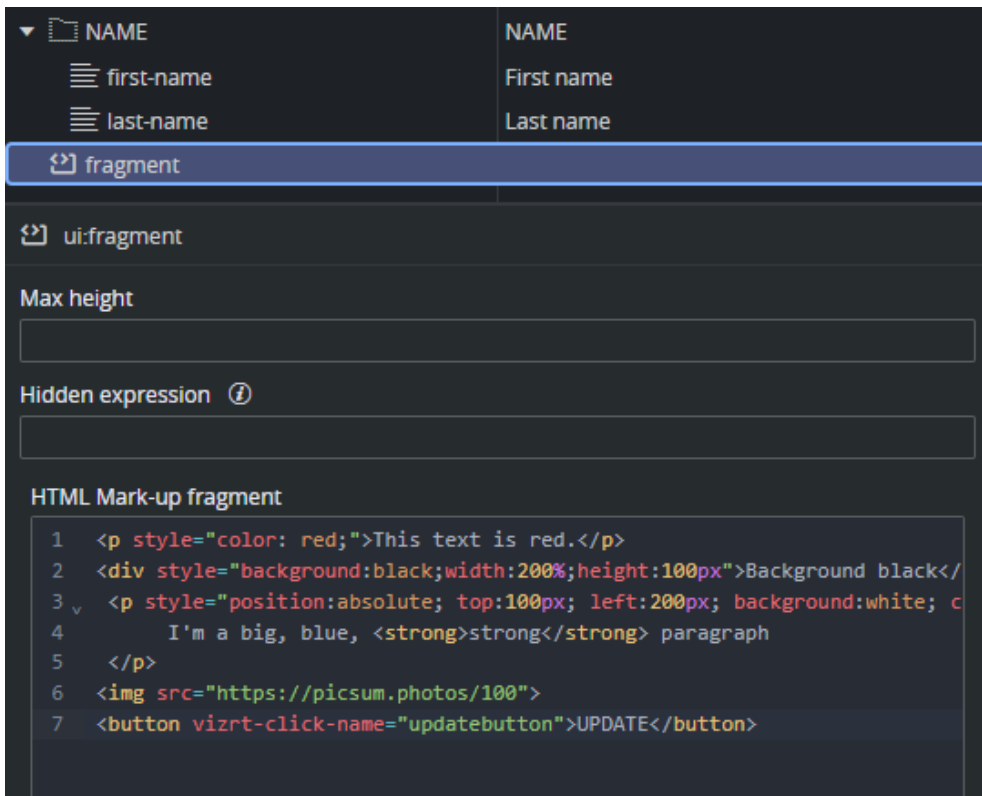 NAME NAME
first-name First name
last-name Last name
fragment
ui:fragment
Max height
Hidden expression
HTML Mark-up fragment
1 <p style="color: red;">This text is red.</p>
2 <div style="background:black;width:200%;height:100px">Background black</
3 <p style="position:absolute; top:100px; left:200px; background:white; c
4 I'm a big, blue, <strong>strong</strong> paragraph
5 </p>
6 <img src="https://picsum.photos/100">
7 <button vizrt-click-name="updatebutton">UPDATE</button>